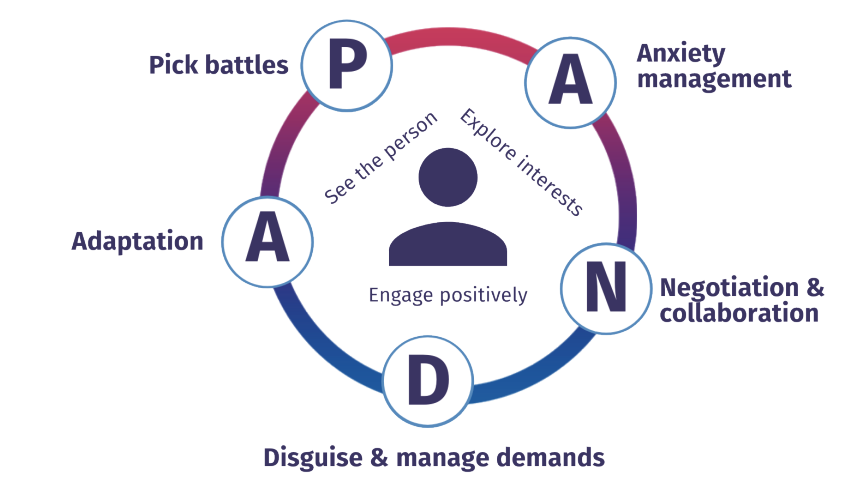 P
Pick battles
A
Anxiety
management
N
Negotiation &
collaboration
D
Disguise & manage demands
A
Adaptation
See the person
Explore interests
Engage positively